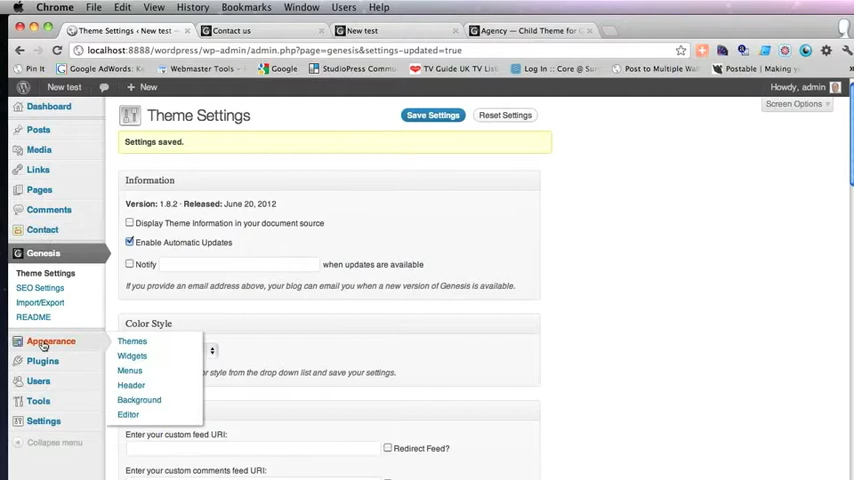 Chrome File Edit View History Bookmarks Window Users Help
Theme Settings ‹ New test — Contact us New test Agency — Child Theme for G
localhost:8888/wordpress/wp-admin/admin.php?page=genesis&settings-updated=true
Pin It Google AdWords: Ke Webmaster Tools - Google StudioPress Commu TV Guide UK TV List Log In :: Core @ Shru Post to Multiple Wal Postable | Making yo
New test + New Howdy, admin
Screen Options
Dashboard
Posts
Media
Links
Pages
Comments
Contact
Genesis
Theme Settings
SEO Settings
Import/Export
README
Appearance
Plugins
Users
Tools
Settings
Collapse menu
Themes
Widgets
Menus
Header
Background
Editor
Theme Settings Save Settings Reset Settings
Settings saved.
Information
Version: 1.8.2 · Released: June 20, 2012
Display Theme Information in your document source
Enable Automatic Updates
Notify when updates are available
If you provide an email address above, your blog can email you when a new version of Genesis is available.
Color Style
or style from the drop down list and save your settings.
Enter your custom feed URI:
Redirect Feed?
Enter your custom comments feed URI: